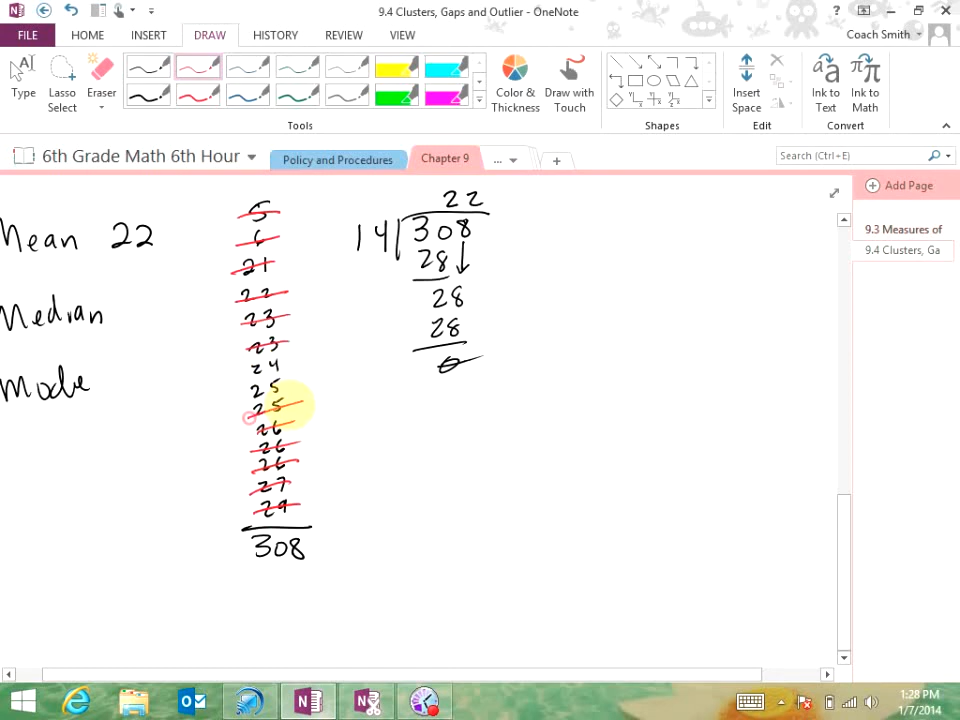 9.4 Clusters, Gaps and Outlier - OneNote
FILE HOME INSERT DRAW HISTORY REVIEW VIEW
Coach Smith
Type
Lasso Select
Eraser
Color & Thickness
Draw with Touch
Insert Space
Ink to Text
Ink to Math
Tools Shapes Edit Convert
6th Grade Math 6th Hour
Policy and Procedures
Chapter 9
...
Search (Ctrl+E)
Add Page
9.3 Measures of
9.4 Clusters, Ga
Mean 22
Median
Mode
5
6
21
22
23
23
24
25
25
26
26
26
27
29
308
22
14 308
28
28
28
0
1:28 PM
1/7/2014